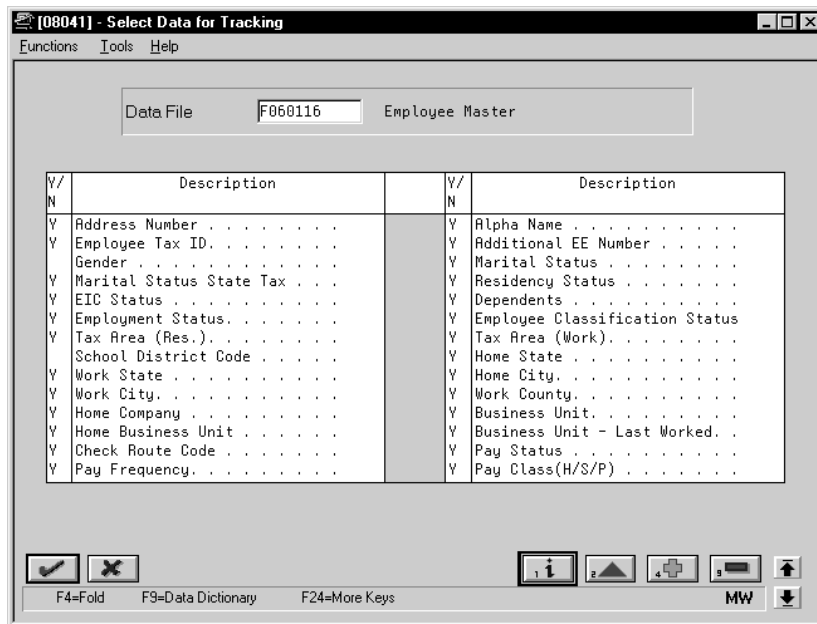 [08041] - Select Data for Tracking
Functions Tools Help
Data File F060116 Employee Master
Y/N Description Y/N Description
Y Address Number . . . . . . . . Y Alpha Name . . . . . . . . . .
Y Employee Tax ID. . . . . . . . Y Additional EE Number . . . . .
Gender . . . . . . . . . . . . Y Marital Status . . . . . . . .
Y Marital Status State Tax . . . Y Residency Status . . . . . . .
Y EIC Status . . . . . . . . . . Y Dependents . . . . . . . . . .
Y Employment Status. . . . . . . Y Employee Classification Status
Y Tax Area (Res.). . . . . . . . Y Tax Area (Work). . . . . . . .
School District Code . . . . . Y Home State . . . . . . . . . .
Y Work State . . . . . . . . . . Y Home City. . . . . . . . . . .
Y Work City. . . . . . . . . . . Y Work County. . . . . . . . . .
Y Home Company . . . . . . . . . Y Business Unit. . . . . . . . .
Y Home Business Unit . . . . . . Y Business Unit - Last Worked. .
Y Check Route Code . . . . . . . Y Pay Status . . . . . . . . . .
Y Pay Frequency. . . . . . . . . Y Pay Class(H/S/P) . . . . . . .
1 i 2 4 9
F4=Fold F9=Data Dictionary F24=More Keys MW